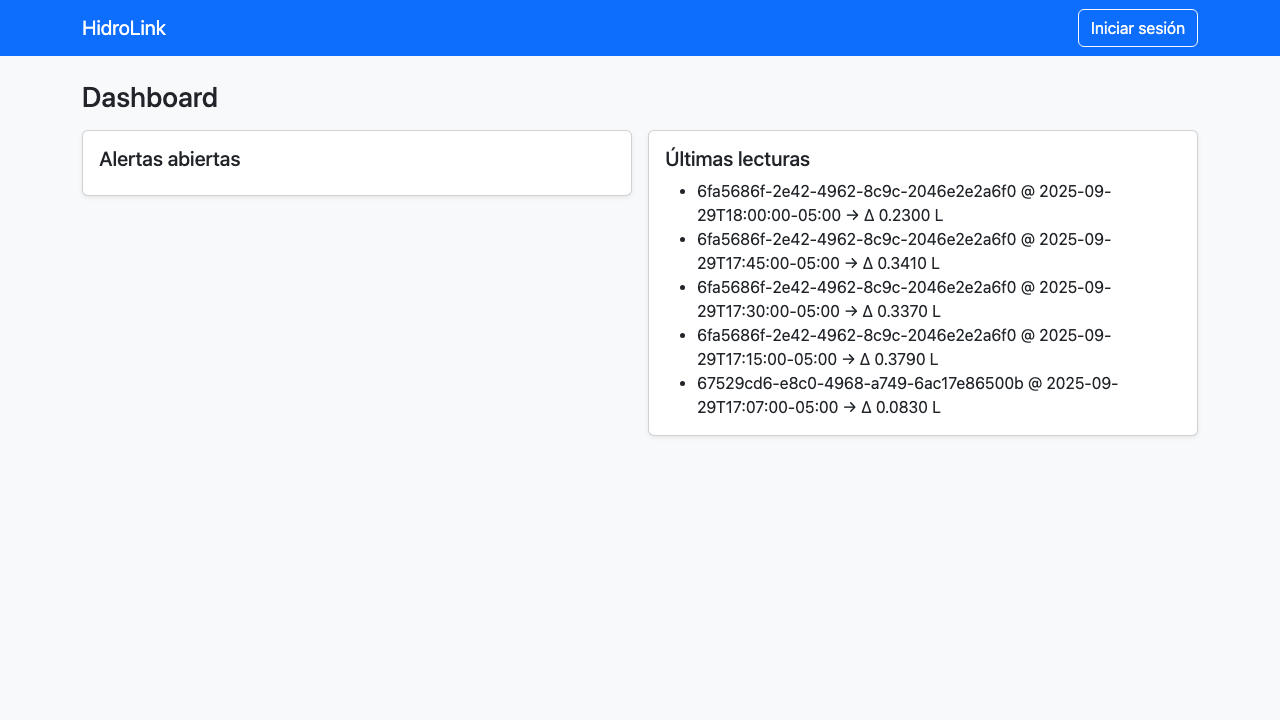 HidroLink
Iniciar sesión
Dashboard
Alertas abiertas
Últimas lecturas
6fa5686f-2e42-4962-8c9c-2046e2e2a6f0 @ 2025-09-
29T18:00:00-05:00 → Δ 0.2300 L
6fa5686f-2e42-4962-8c9c-2046e2e2a6f0 @ 2025-09-
29T17:45:00-05:00 → Δ 0.3410 L
6fa5686f-2e42-4962-8c9c-2046e2e2a6f0 @ 2025-09-
29T17:30:00-05:00 → Δ 0.3370 L
6fa5686f-2e42-4962-8c9c-2046e2e2a6f0 @ 2025-09-
29T17:15:00-05:00 → Δ 0.3790 L
67529cd6-e8c0-4968-a749-6ac17e86500b @ 2025-09-
29T17:07:00-05:00 → Δ 0.0830 L